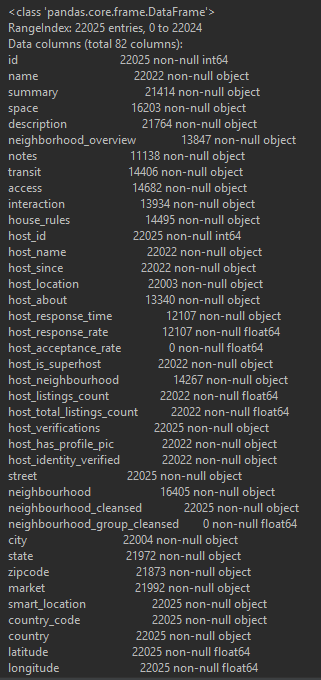 <class 'pandas.core.frame.DataFrame'>
RangeIndex: 22025 entries, 0 to 22024
Data columns (total 82 columns):
id 22025 non-null int64
name 22022 non-null object
summary 21414 non-null object
space 16203 non-null object
description 21764 non-null object
neighborhood_overview 13847 non-null object
notes 11138 non-null object
transit 14406 non-null object
access 14682 non-null object
interaction 13934 non-null object
house_rules 14495 non-null object
host_id 22025 non-null int64
host_name 22022 non-null object
host_since 22022 non-null object
host_location 22003 non-null object
host_about 13340 non-null object
host_response_time 12107 non-null object
host_response_rate 12107 non-null float64
host_acceptance_rate 0 non-null float64
host_is_superhost 22022 non-null object
host_neighbourhood 14267 non-null object
host_listings_count 22022 non-null float64
host_total_listings_count 22022 non-null float64
host_verifications 22025 non-null object
host_has_profile_pic 22022 non-null object
host_identity_verified 22022 non-null object
street 22025 non-null object
neighbourhood 16405 non-null object
neighbourhood_cleansed 22025 non-null object
neighbourhood_group_cleansed 0 non-null float64
city 22004 non-null object
state 21972 non-null object
zipcode 21873 non-null object
market 21992 non-null object
smart_location 22025 non-null object
country_code 22025 non-null object
country 22025 non-null object
latitude 22025 non-null float64
longitude 22025 non-null float64